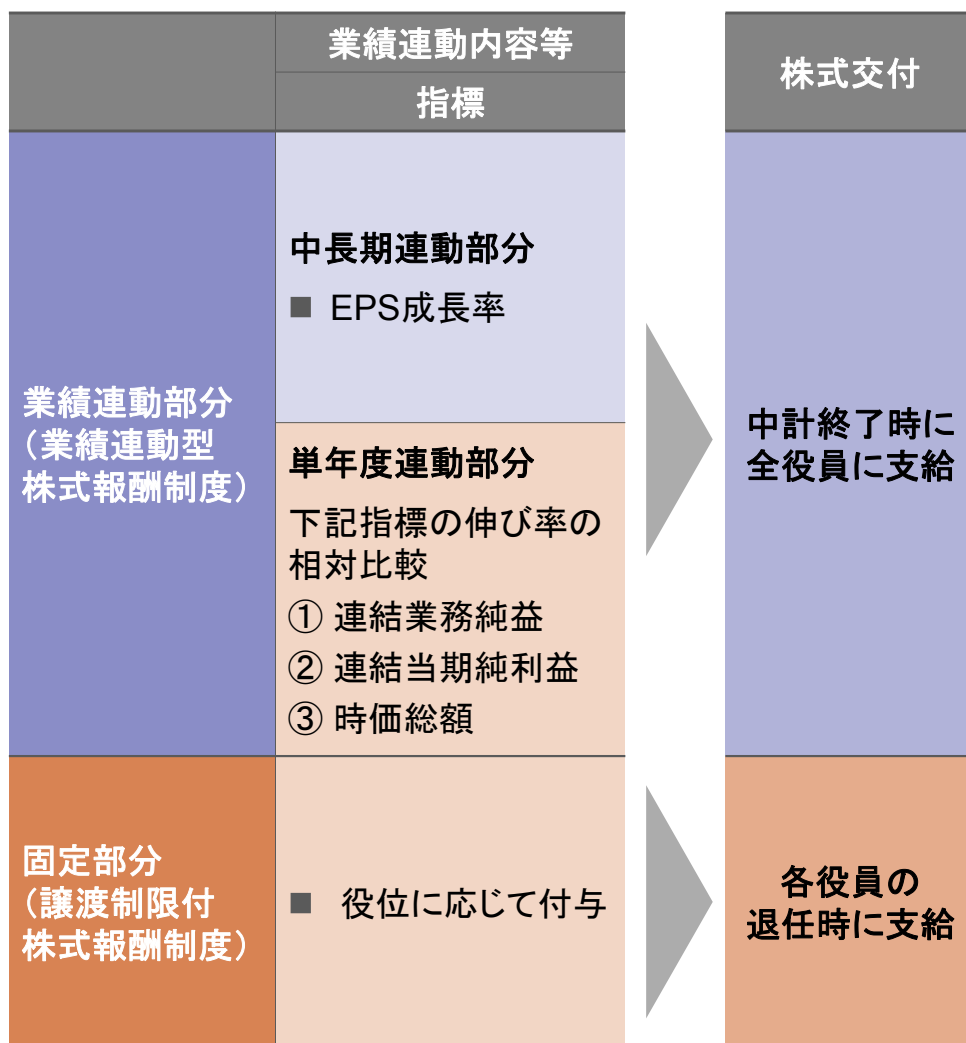 業績連動内容等
指標
株式交付
業績連動部分
（業績連動型
株式報酬制度）
中長期連動部分
■ EPS成長率
単年度連動部分
下記指標の伸び率の
相対比較
① 連結業務純益
② 連結当期純利益
③ 時価総額
中計終了時に
全役員に支給
固定部分
（譲渡制限付
株式報酬制度）
■ 役位に応じて付与
各役員の
退任時に支給